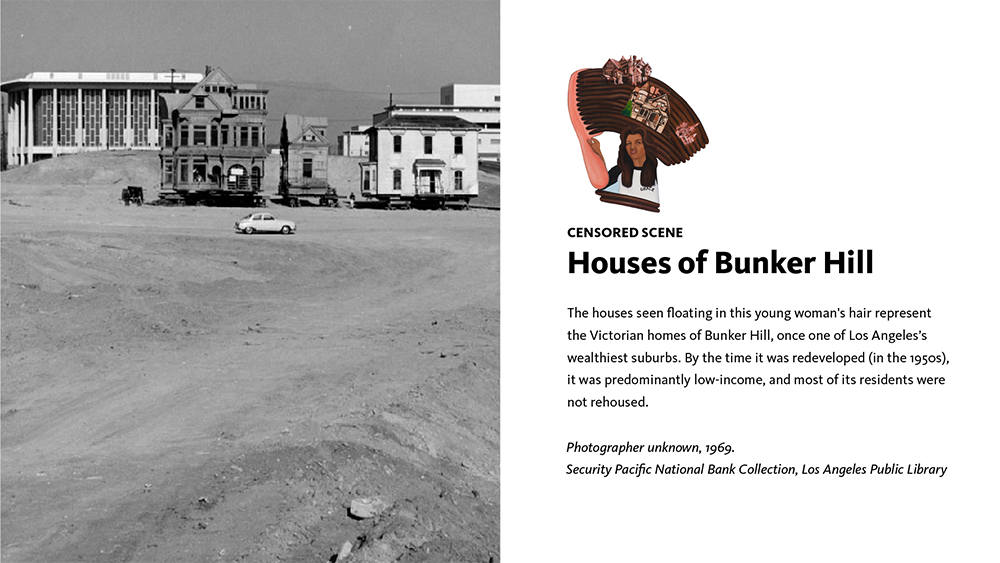 GRACE
CENSORED SCENE
Houses of Bunker Hill
The houses seen floating in this young woman's hair represent
the Victorian homes of Bunker Hill, once one of Los Angeles's
wealthiest suburbs. By the time it was redeveloped (in the 1950s),
it was predominantly low-income, and most of its residents were
not rehoused.
Photographer unknown, 1969.
Security Pacific National Bank Collection, Los Angeles Public Library